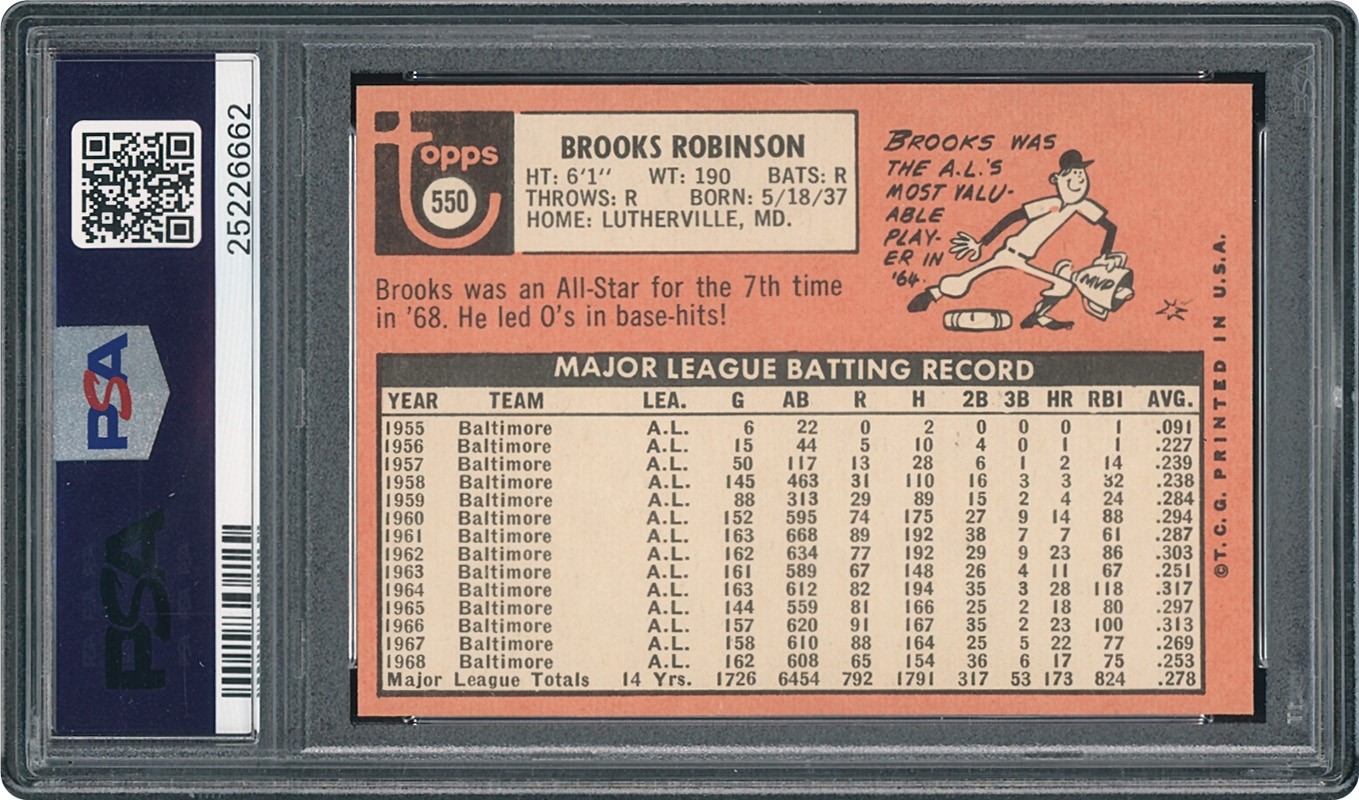 PSA
PSA
25226662
topps
550
BROOKS ROBINSON
HT: 6'1" WT: 190 BATS: R
THROWS: R BORN: 5/18/37
HOME: LUTHERVILLE, MD.
Brooks was an All-Star for the 7th time
in '68. He led O's in base-hits!
BROOKS WAS
THE A.L.'S
MOST VALU-
ABLE
PLAY-
ER IN
'64.
MVP
MAJOR LEAGUE BATTING RECORD
YEAR TEAM LEA. G AB R H 2B 3B HR RBI AVG.
1955 Baltimore A.L. 6 22 0 2 0 0 0 1 .091
1956 Baltimore A.L. 15 44 5 10 4 0 1 1 .227
1957 Baltimore A.L. 50 117 13 28 6 1 2 14 .239
1958 Baltimore A.L. 145 463 31 110 16 3 3 32 .238
1959 Baltimore A.L. 88 313 29 89 15 2 4 24 .284
1960 Baltimore A.L. 152 595 74 175 27 9 14 88 .294
1961 Baltimore A.L. 163 668 89 192 38 7 7 61 .287
1962 Baltimore A.L. 162 634 77 192 29 9 23 86 .303
1963 Baltimore A.L. 161 589 67 148 26 4 11 67 .251
1964 Baltimore A.L. 163 612 82 194 35 3 28 118 .317
1965 Baltimore A.L. 144 559 81 166 25 2 18 80 .297
1966 Baltimore A.L. 157 620 91 167 35 2 23 100 .313
1967 Baltimore A.L. 158 610 88 164 25 5 22 77 .269
1968 Baltimore A.L. 162 608 65 154 36 6 17 75 .253
Major League Totals 14 Yrs. 1726 6454 792 1791 317 53 173 824 .278
©T.C.G. PRINTED IN U.S.A.